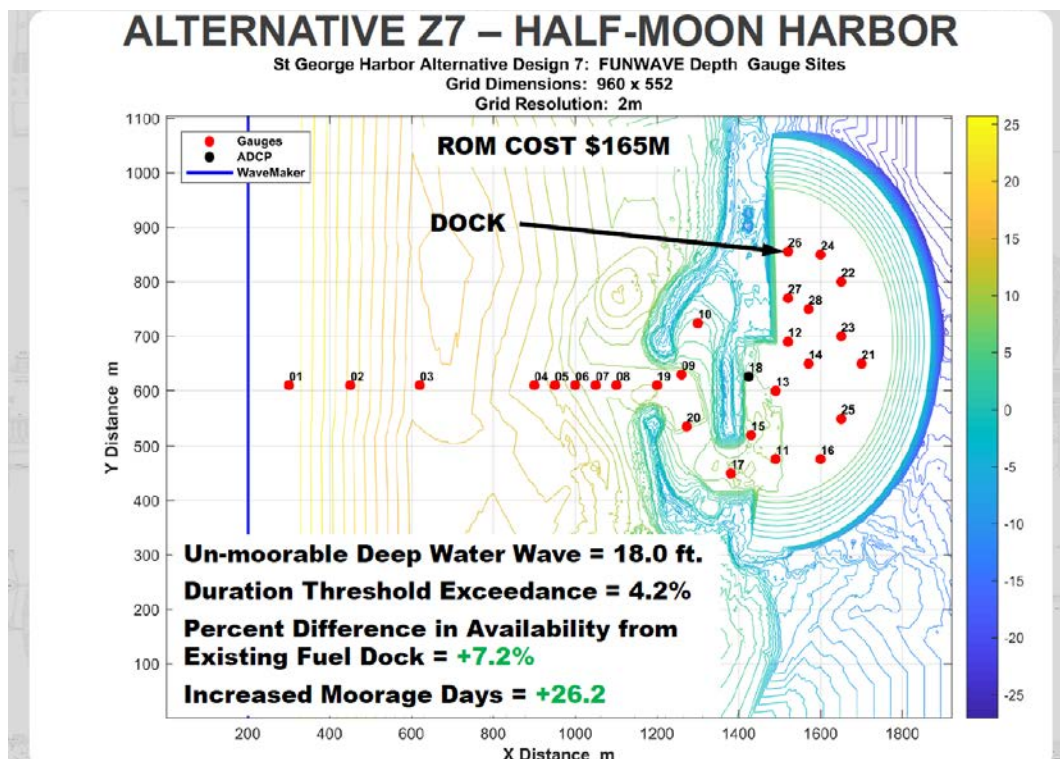 ALTERNATIVE Z7 – HALF-MOON HARBOR
St George Harbor Alternative Design 7: FUNWAVE Depth Gauge Sites
Grid Dimensions: 960 x 552
Grid Resolution: 2m
Gauges
ADCP
WaveMaker
ROM COST $165M
DOCK
26 24
22
27 28
10 12 23
14 21
18
01 02 03 04 05 06 07 08 19 09
13
20 15 25
17 11 16
Un-moorable Deep Water Wave = 18.0 ft.
Duration Threshold Exceedance = 4.2%
Percent Difference in Availability from
Existing Fuel Dock = +7.2%
Increased Moorage Days = +26.2
Y Distance m
1100
1000
900
800
700
600
500
400
300
200
100
200 400 600 800 1000 1200 1400 1600 1800
X Distance m
25
20
15
10
5
0
-5
-10
-15
-20
-25